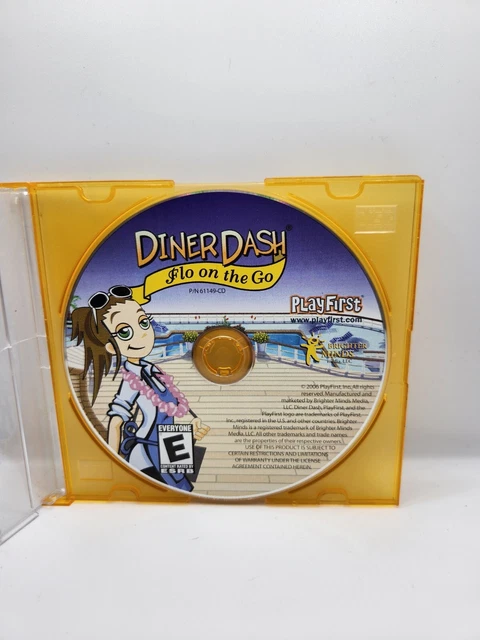 DINER DASH®
Flo on the Go
P/N 61149-CD
PLAYFIRST®
www.playfirst.com
BRIGHTER
MINDS
© 2006 PlayFirst, Inc. All rights
reserved. Manufactured and
marketed by Brighter Minds Media,
LLC. Diner Dash, PlayFirst, and the
PlayFirst logo are trademarks of PlayFirst,
Inc., registered in the U.S. and other countries. Brighter
Minds is a registered trademark of Brighter Minds
Media, LLC. All other trademarks and trade names
are the properties of their respective owners.
USE OF THIS PRODUCT IS SUBJECT TO
CERTAIN RESTRICTIONS AND LIMITATIONS
OF WARRANTY UNDER THE LICENSE
AGREEMENT CONTAINED HEREIN.
EVERYONE
E
CONTENT RATED BY
ESRB